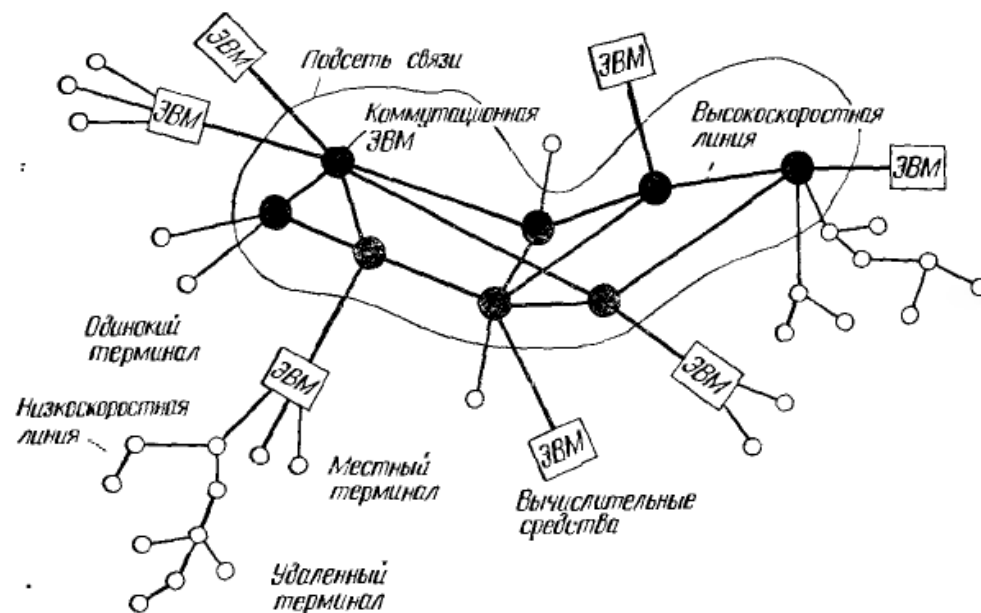 ЭВМ
Подсеть связи
ЭВМ
ЭВМ
Коммутационная
ЭВМ
Высокоскоростная
линия
ЭВМ
Одинокий
терминал
ЭВМ
ЭВМ
Низкоскоростная
линия
Местный
терминал
ЭВМ
Вычислительные
средства
Удаленный
терминал